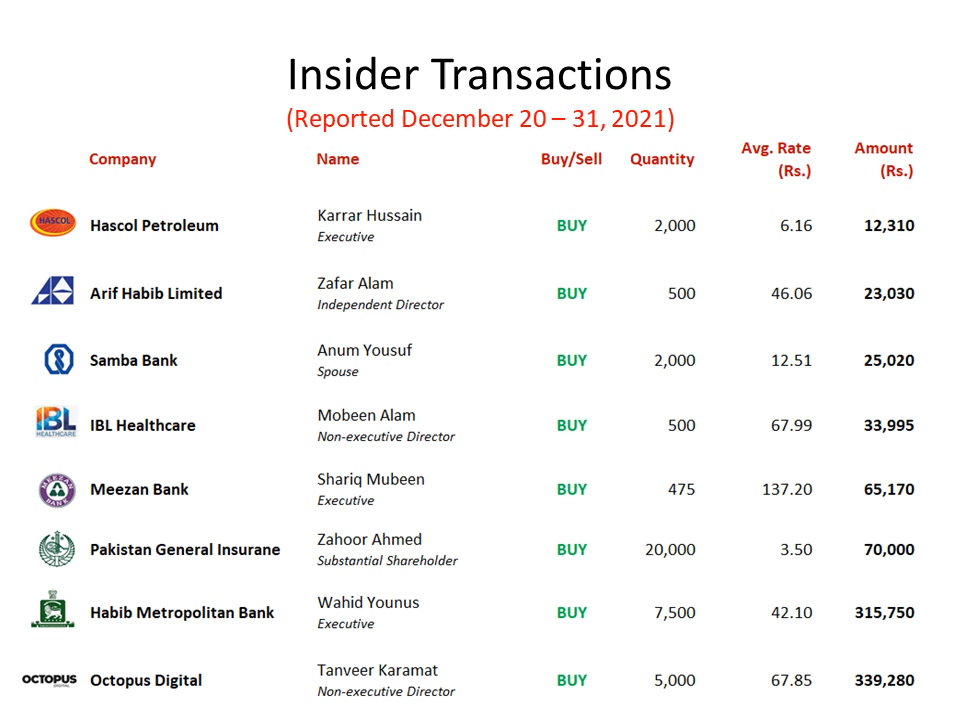 Insider Transactions
(Reported December 20 – 31, 2021)
Company Name Buy/Sell Quantity Avg. Rate (Rs.) Amount (Rs.)
HASCOL
Hascol Petroleum Karrar Hussain BUY 2,000 6.16 12,310
Executive
Arif Habib Limited Zafar Alam BUY 500 46.06 23,030
Independent Director
Samba Bank Anum Yousuf BUY 2,000 12.51 25,020
Spouse
IBL
HEALTHCARE
IBL Healthcare Mobeen Alam BUY 500 67.99 33,995
Non-executive Director
MEEZAN BANK
Meezan Bank Shariq Mubeen BUY 475 137.20 65,170
Executive
Pakistan General Insurane Zahoor Ahmed BUY 20,000 3.50 70,000
Substantial Shareholder
Habib Metropolitan Bank Wahid Younus BUY 7,500 42.10 315,750
Executive
OCTOPUS
DIGITAL
Octopus Digital Tanveer Karamat BUY 5,000 67.85 339,280
Non-executive Director